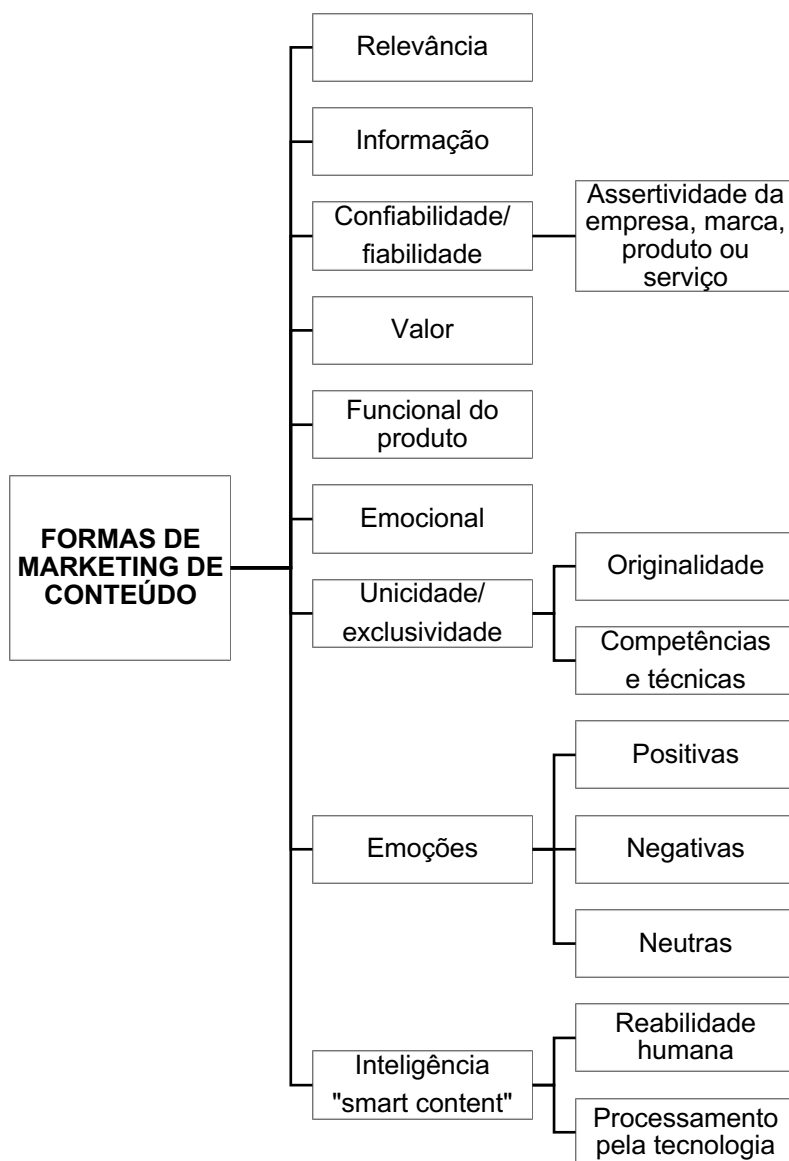 Relevância
Informação
Confiabilidade/
fiabilidade
Assertividade da
empresa, marca,
produto ou
serviço
Valor
Funcional do
produto
FORMAS DE
MARKETING DE
CONTEÚDO
Emocional
Unicidade/
exclusividade
Originalidade
Competências
e técnicas
Emoções
Positivas
Negativas
Neutras
Inteligência
"smart content"
Reabilidade
humana
Processamento
pela tecnologia